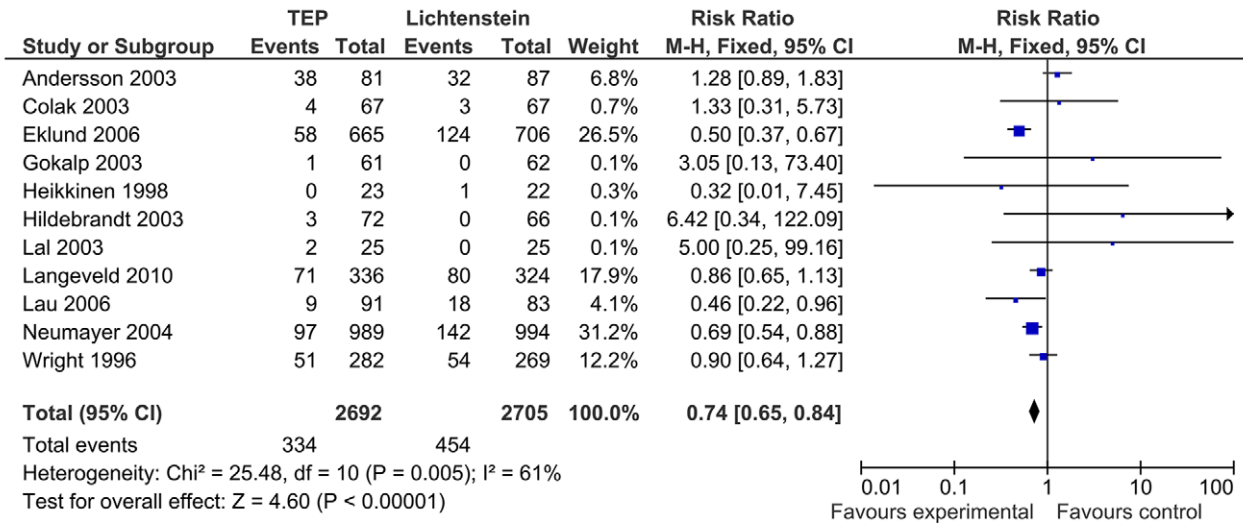 TEP Lichtenstein Risk Ratio Risk Ratio
Study or Subgroup Events Total Events Total Weight M-H, Fixed, 95% CI M-H, Fixed, 95% CI
Andersson 2003 38 81 32 87 6.8% 1.28 [0.89, 1.83]
Colak 2003 4 67 3 67 0.7% 1.33 [0.31, 5.73]
Eklund 2006 58 665 124 706 26.5% 0.50 [0.37, 0.67]
Gokalp 2003 1 61 0 62 0.1% 3.05 [0.13, 73.40]
Heikkinen 1998 0 23 1 22 0.3% 0.32 [0.01, 7.45]
Hildebrandt 2003 3 72 0 66 0.1% 6.42 [0.34, 122.09]
Lal 2003 2 25 0 25 0.1% 5.00 [0.25, 99.16]
Langeveld 2010 71 336 80 324 17.9% 0.86 [0.65, 1.13]
Lau 2006 9 91 18 83 4.1% 0.46 [0.22, 0.96]
Neumayer 2004 97 989 142 994 31.2% 0.69 [0.54, 0.88]
Wright 1996 51 282 54 269 12.2% 0.90 [0.64, 1.27]
Total (95% CI) 2692 2705 100.0% 0.74 [0.65, 0.84]
Total events 334 454
Heterogeneity: Chi² = 25.48, df = 10 (P = 0.005); I² = 61%
Test for overall effect: Z = 4.60 (P < 0.00001)
0.01 0.1 1 10 100
Favours experimental Favours control